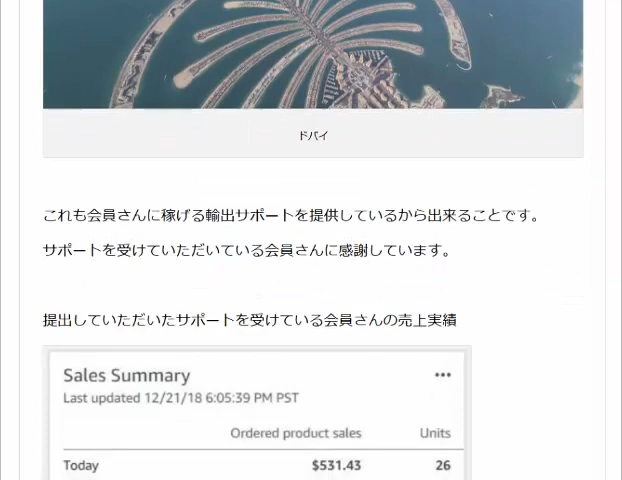 ドバイ
これも会員さんに稼げる輸出サポートを提供しているから出来ることです。
サポートを受けていただいている会員さんに感謝しています。
提出していただいたサポートを受けている会員さんの売上実績
Sales Summary •••
Last updated 12/21/18 6:05:39 PM PST
Ordered product sales Units
Today $531.43 26